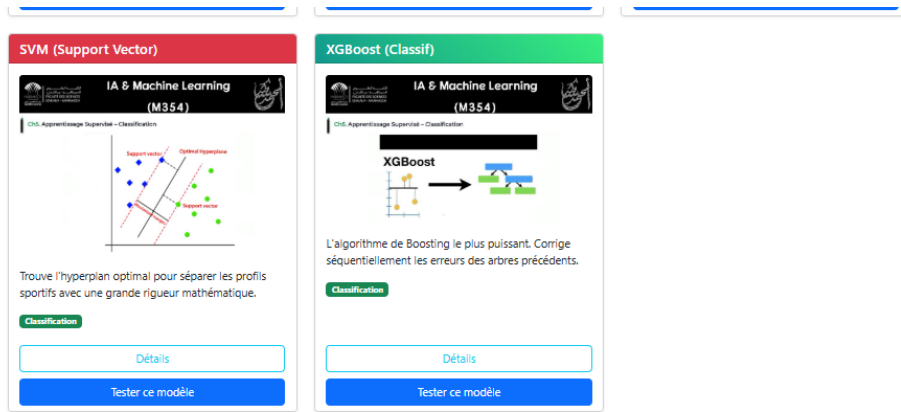 SVM (Support Vector)
IA & Machine Learning
(M354)
Ch5. Apprentissage Supervisé – Classification
Support vector
Optimal Hyperplane
Support vector
Trouve l'hyperplan optimal pour séparer les profils
sportifs avec une grande rigueur mathématique.
Classification
Détails
Tester ce modèle
XGBoost (Classif)
IA & Machine Learning
(M354)
Ch5. Apprentissage Supervisé – Classification
XGBoost
L'algorithme de Boosting le plus puissant. Corrige
séquentiellement les erreurs des arbres précédents.
Classification
Détails
Tester ce modèle